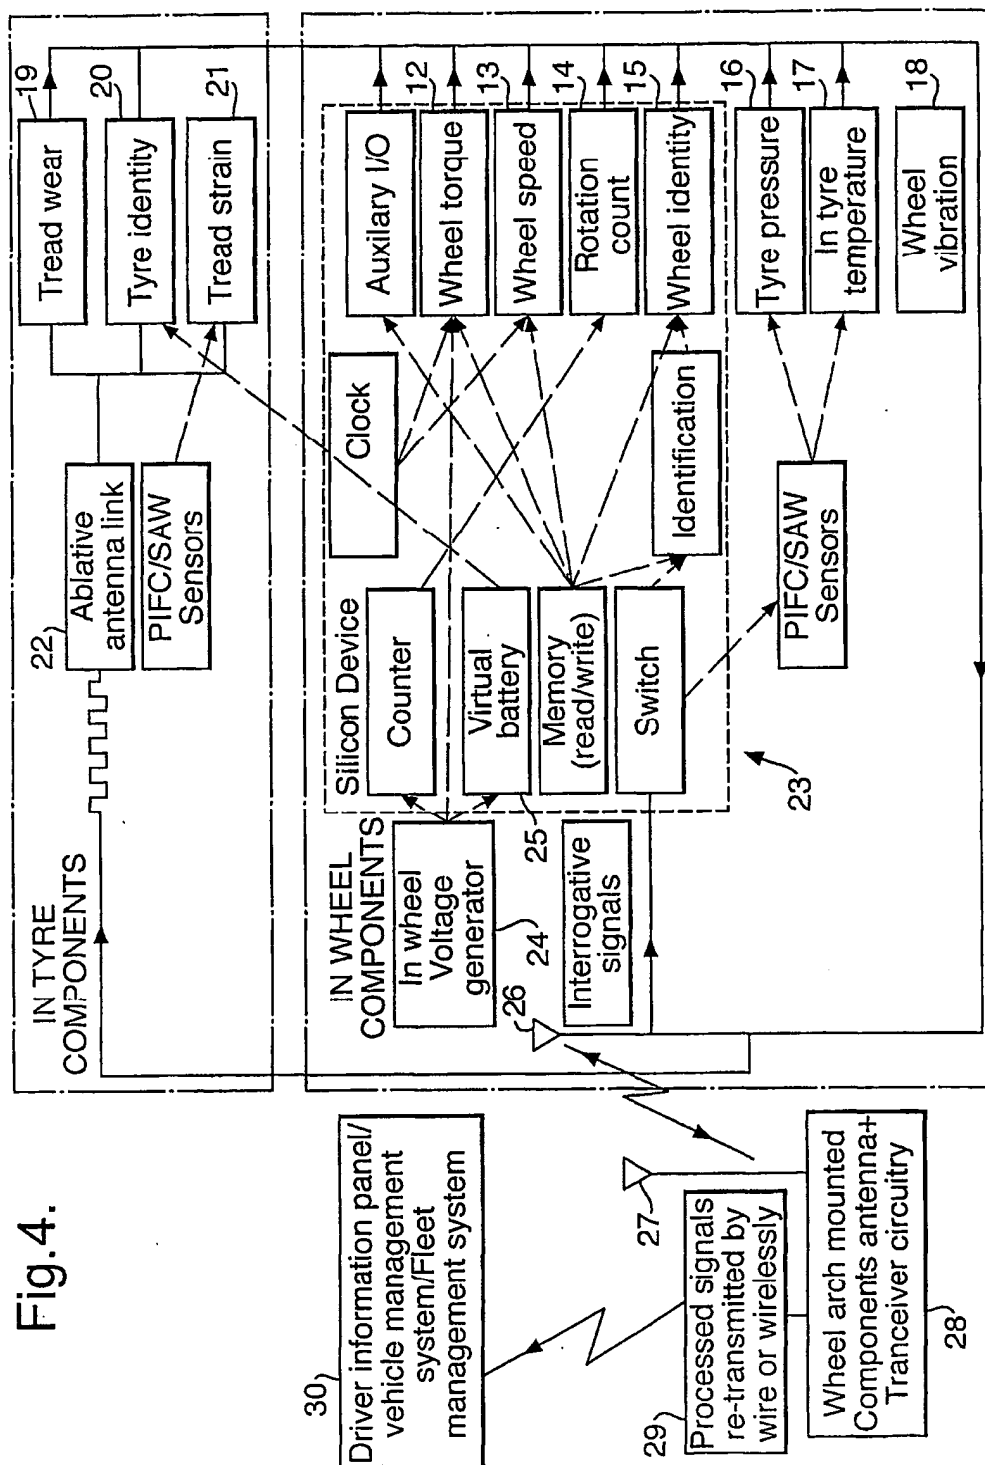 Fig.4.
IN TYRE
COMPONENTS
22
Ablative
antenna link
PIFC/SAW
Sensors
19
Tread wear
20
Tyre identity
21
Tread strain
IN WHEEL
COMPONENTS
In wheel
Voltage
generator
24
26
Interrogative
signals
Silicon Device
Counter
Virtual
battery
25
Memory
(read/write)
Switch
23
Clock
Identification
PIFC/SAW
Sensors
Auxilary I/O
12
Wheel torque
13
Wheel speed
14
Rotation
count
15
Wheel identity
16
Tyre pressure
17
In tyre
temperature
18
Wheel
vibration
30
Driver information panel/
vehicle management
system/Fleet
management system
27
29
Processed signals
re-transmitted by
wire or wirelessly
Wheel arch mounted
Components antenna+
Tranceiver circuitry
28